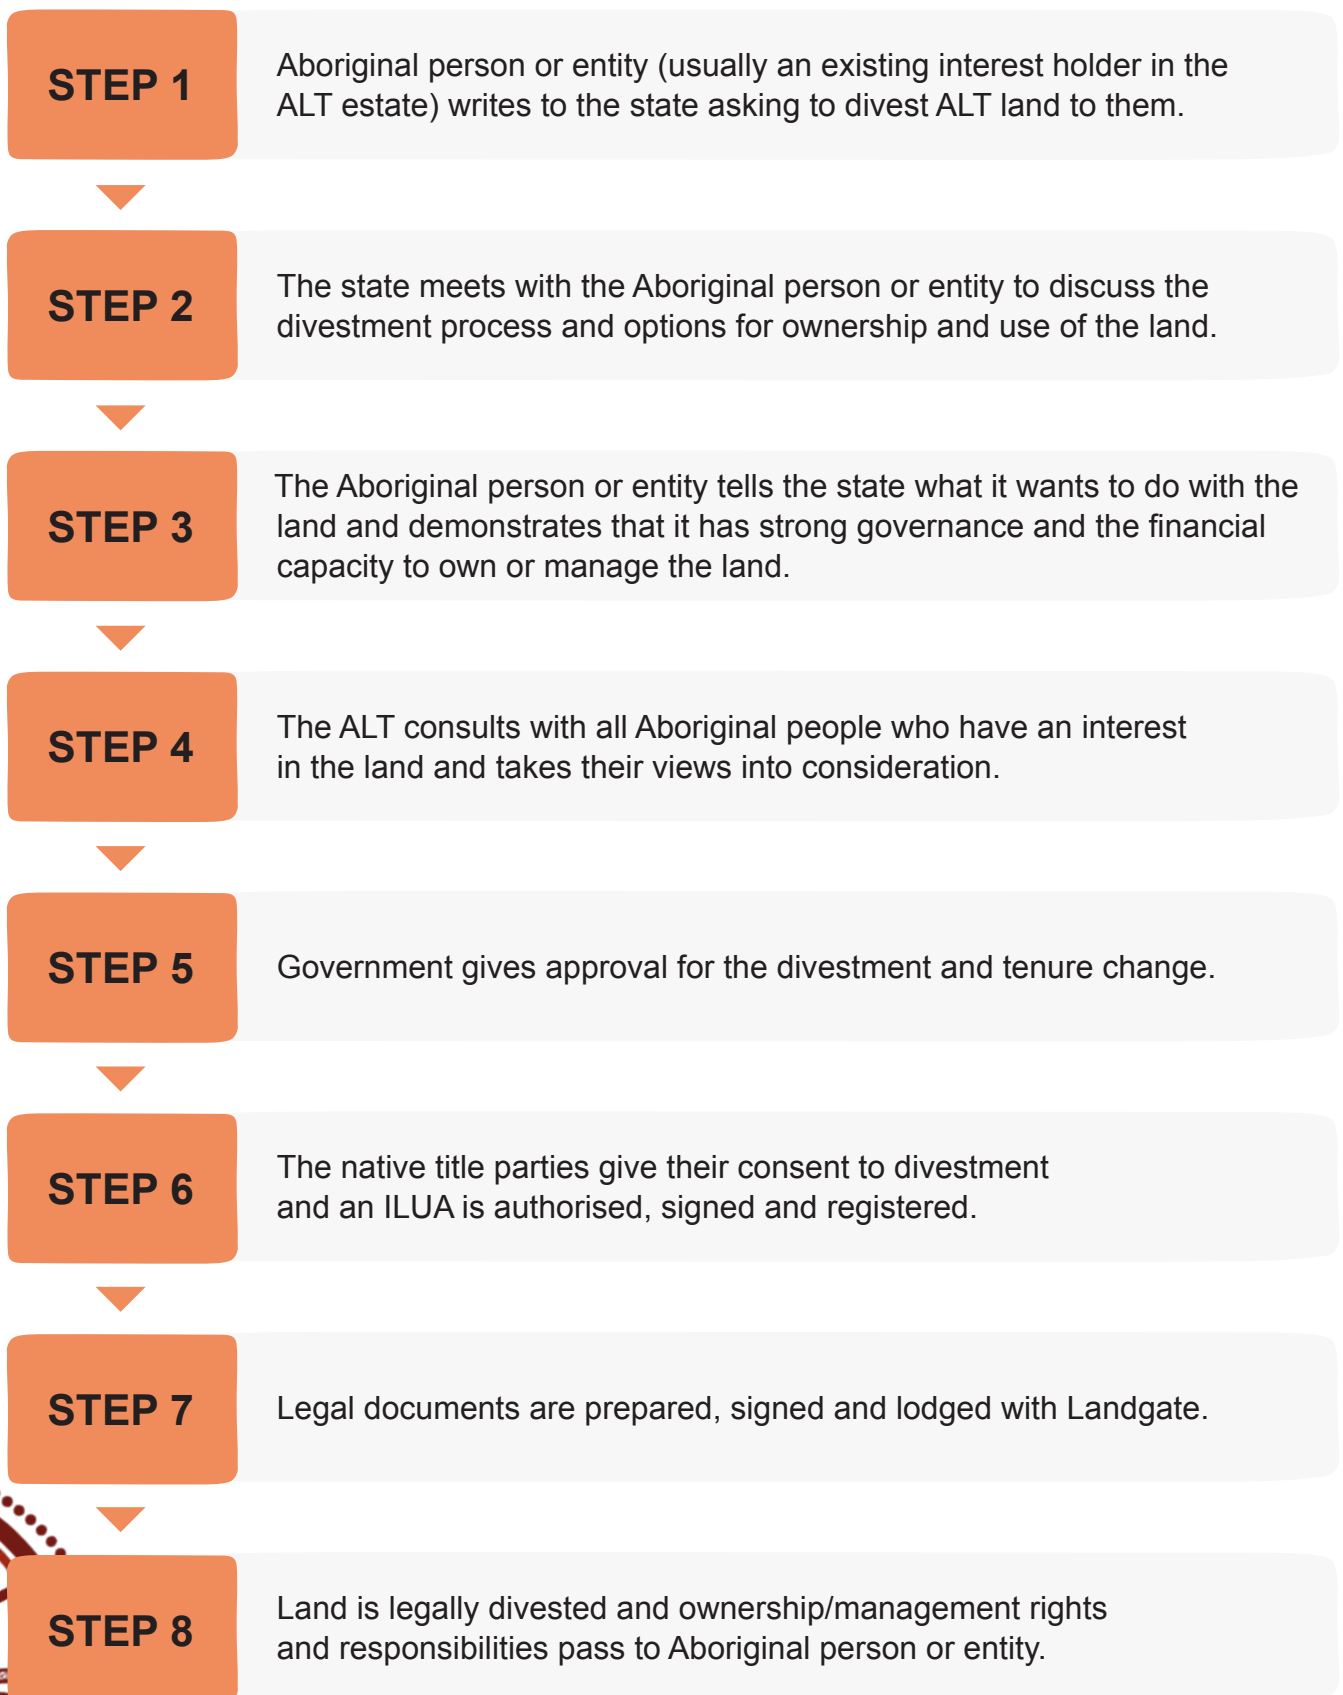 STEP 1
Aboriginal person or entity (usually an existing interest holder in the
ALT estate) writes to the state asking to divest ALT land to them.
STEP 2
The state meets with the Aboriginal person or entity to discuss the
divestment process and options for ownership and use of the land.
STEP 3
The Aboriginal person or entity tells the state what it wants to do with the
land and demonstrates that it has strong governance and the financial
capacity to own or manage the land.
STEP 4
The ALT consults with all Aboriginal people who have an interest
in the land and takes their views into consideration.
STEP 5
Government gives approval for the divestment and tenure change.
STEP 6
The native title parties give their consent to divestment
and an ILUA is authorised, signed and registered.
STEP 7
Legal documents are prepared, signed and lodged with Landgate.
STEP 8
Land is legally divested and ownership/management rights
and responsibilities pass to Aboriginal person or entity.